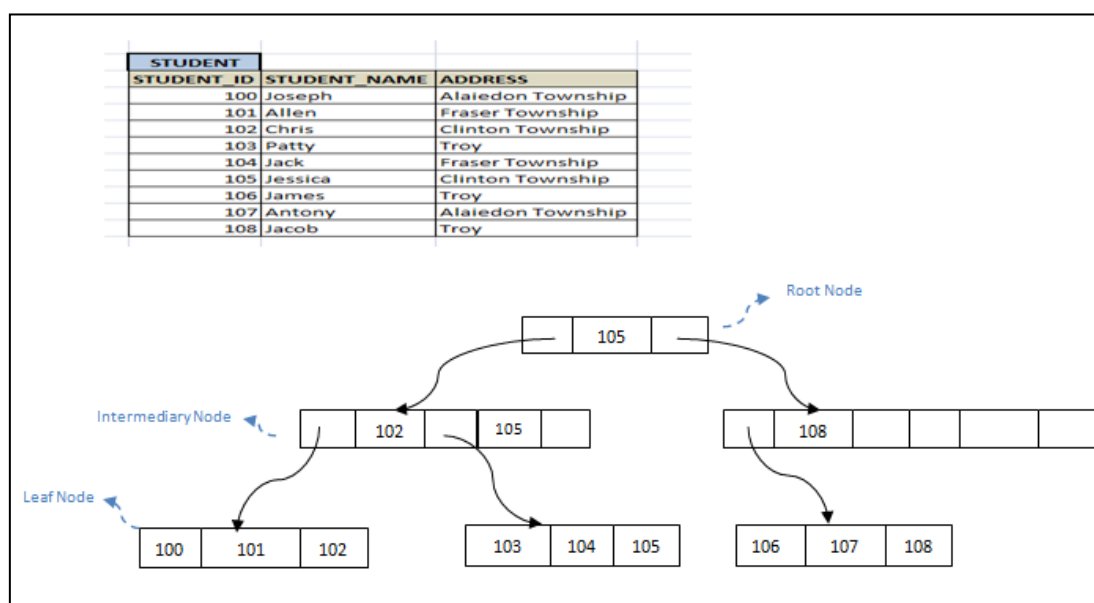 STUDENT
STUDENT_ID STUDENT_NAME ADDRESS
100 Joseph Alaiedon Township
101 Allen Fraser Township
102 Chris Clinton Township
103 Patty Troy
104 Jack Fraser Township
105 Jessica Clinton Township
106 James Troy
107 Antony Alaiedon Township
108 Jacob Troy
Root Node
105
Intermediary Node
102 105
108
Leaf Node
100 101 102
103 104 105
106 107 108